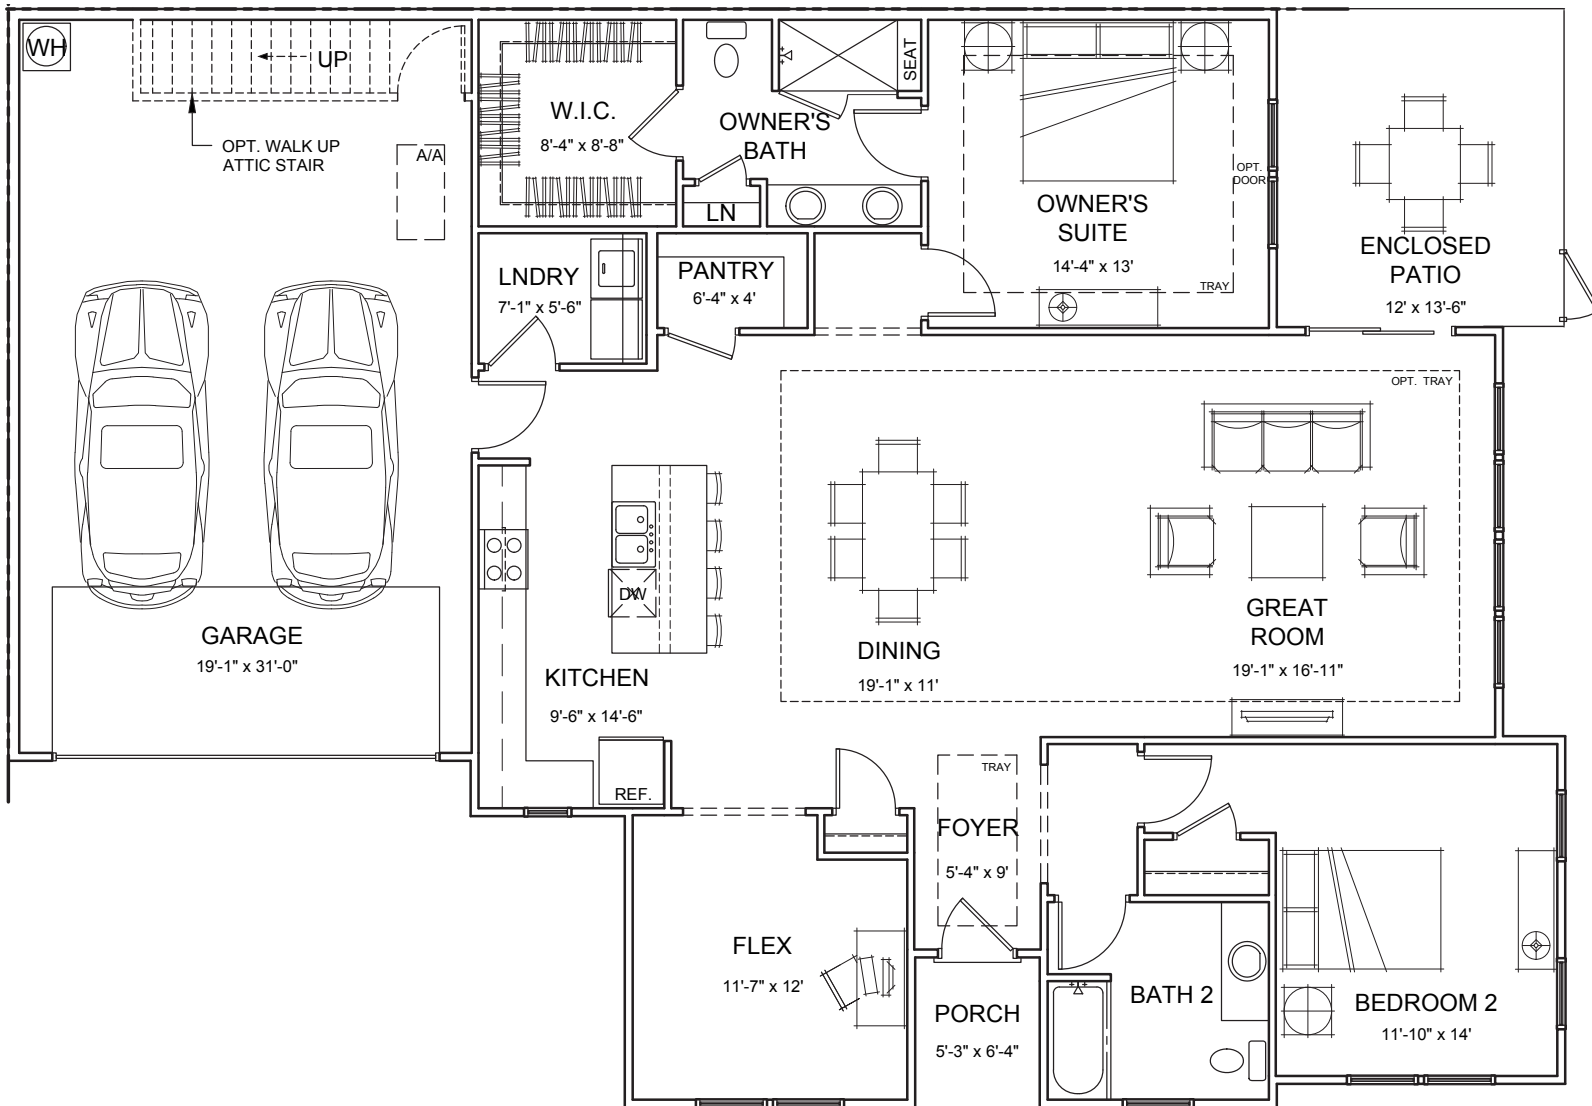 WH
UP
OPT. WALK UP
ATTIC STAIR
A/A
W.I.C.
8'-4" x 8'-8"
OWNER'S
BATH
SEAT
LN
OWNER'S
SUITE
14'-4" x 13'
TRAY
OPT.
DOOR
ENCLOSED
PATIO
12' x 13'-6"
LNDRY
7'-1" x 5'-6"
PANTRY
6'-4" x 4'
OPT. TRAY
GARAGE
19'-1" x 31'-0"
DW
KITCHEN
9'-6" x 14'-6"
REF.
DINING
19'-1" x 11'
GREAT
ROOM
19'-1" x 16'-11"
TRAY
FOYER
5'-4" x 9'
FLEX
11'-7" x 12'
PORCH
5'-3" x 6'-4"
BATH 2
BEDROOM 2
11'-10" x 14'